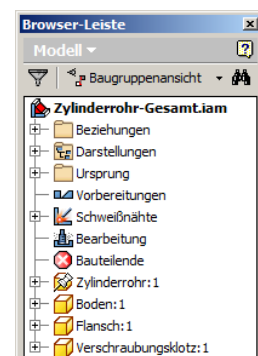 Browser-Leiste
Modell
Baugruppenansicht
Zylinderrohr-Gesamt.iam
Beziehungen
Darstellungen
Ursprung
Vorbereitungen
Schweißnähte
Bearbeitung
Bauteilende
Zylinderrohr:1
Boden:1
Flansch:1
Verschraubungsklotz:1